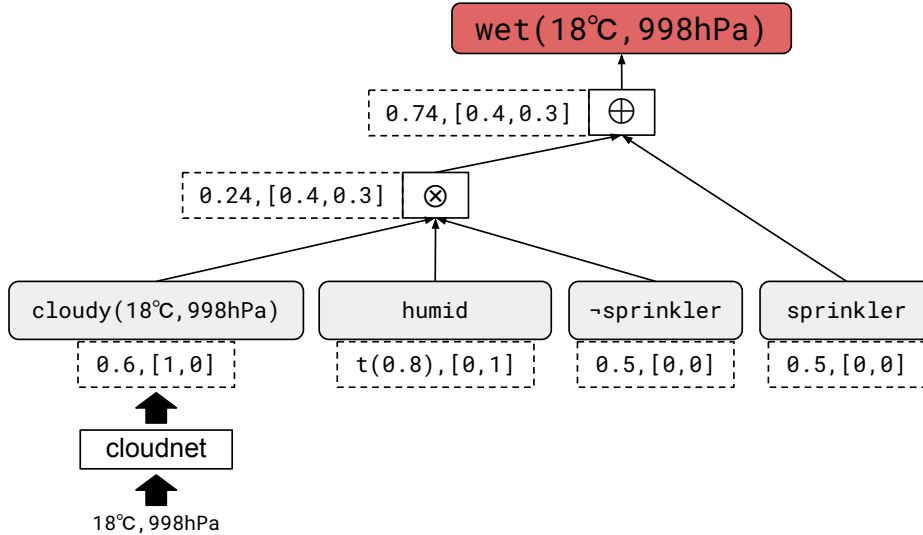 wet(18℃,998hPa)
0.74,[0.4,0.3] ⊕
0.24,[0.4,0.3] ⊗
cloudy(18℃,998hPa) humid ¬sprinkler sprinkler
0.6,[1,0] t(0.8),[0,1] 0.5,[0,0] 0.5,[0,0]
cloudnet
18℃,998hPa